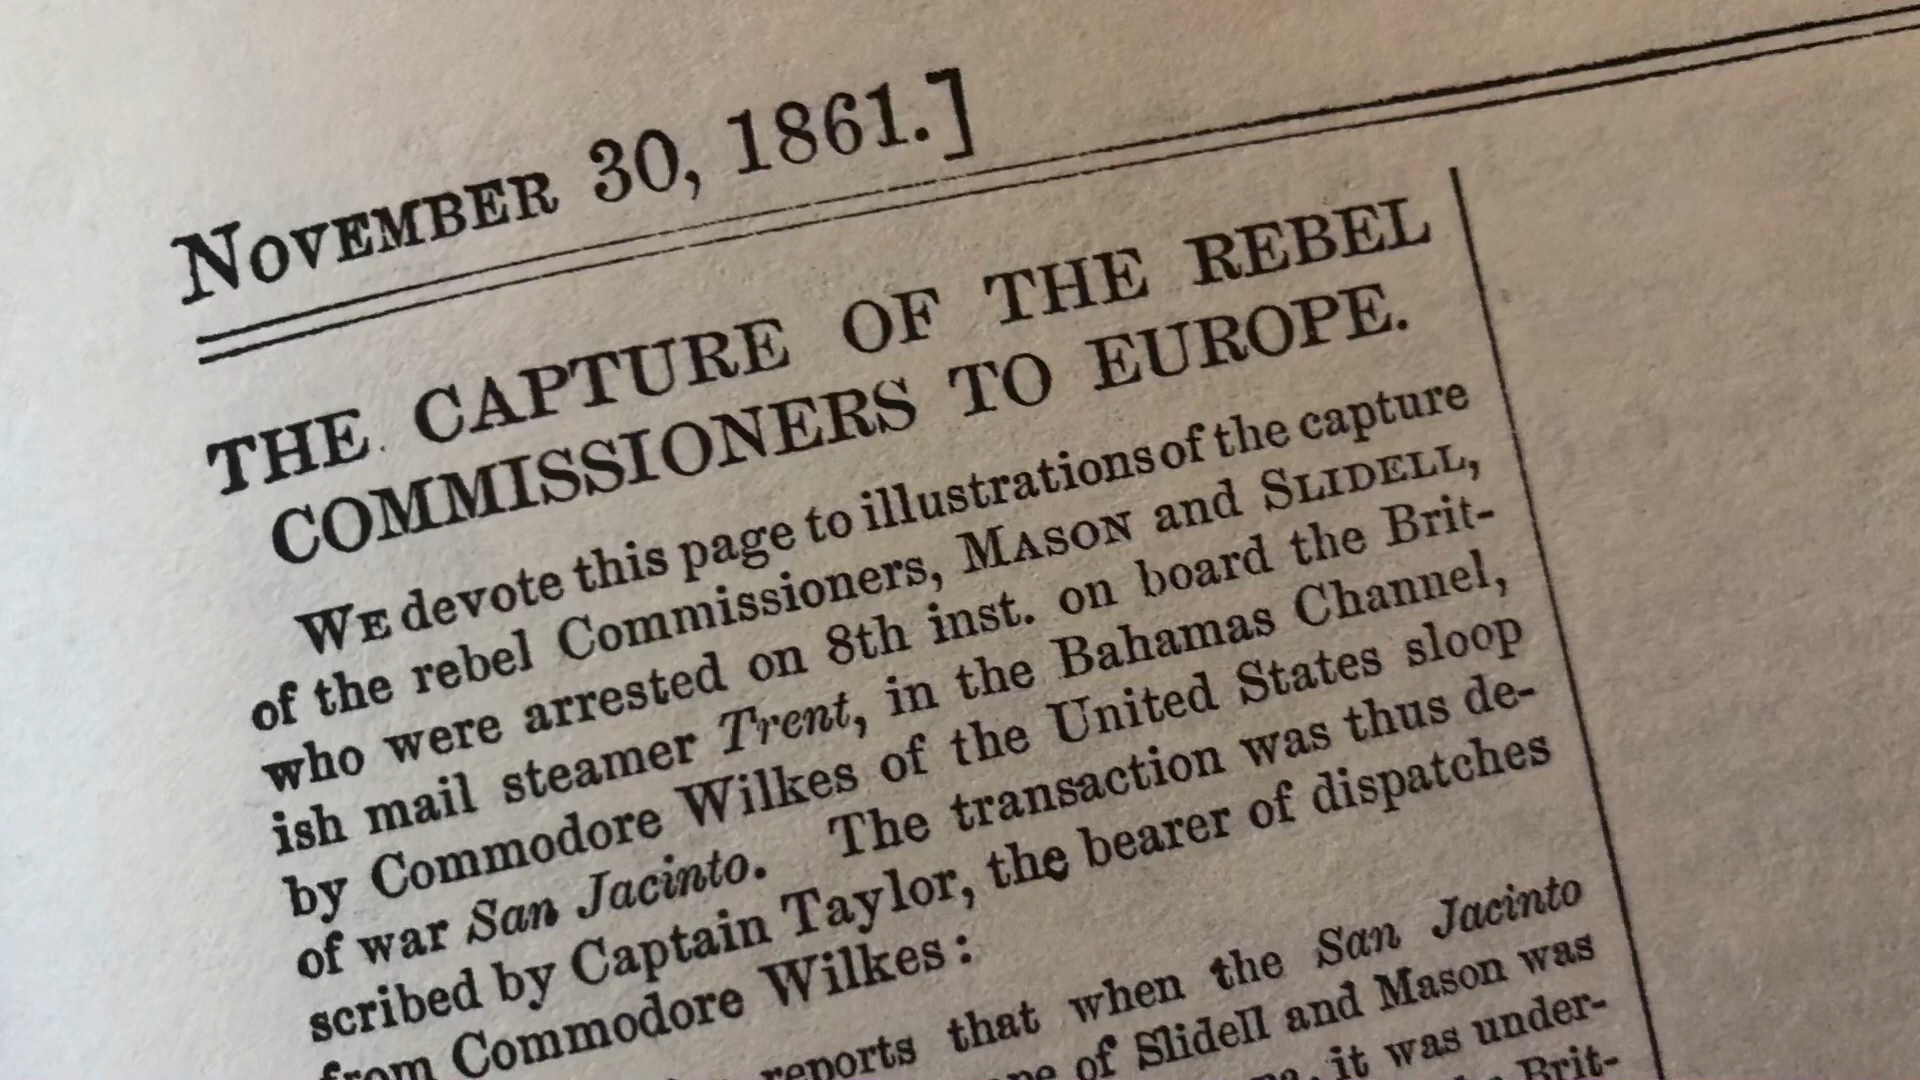 NOVEMBER 30, 1861.]
THE CAPTURE OF THE REBEL
COMMISSIONERS TO EUROPE.
WE devote this page to illustrations of the capture
of the rebel Commissioners, MASON and SLIDELL,
who were arrested on 8th inst. on board the Brit-
ish mail steamer Trent, in the Bahamas Channel,
by Commodore Wilkes of the United States sloop
of war San Jacinto. The transaction was thus de-
scribed by Captain Taylor, the bearer of dispatches
from Commodore Wilkes:
reports that when the San Jacinto
of Slidell and Mason was
it was under-
Brit-